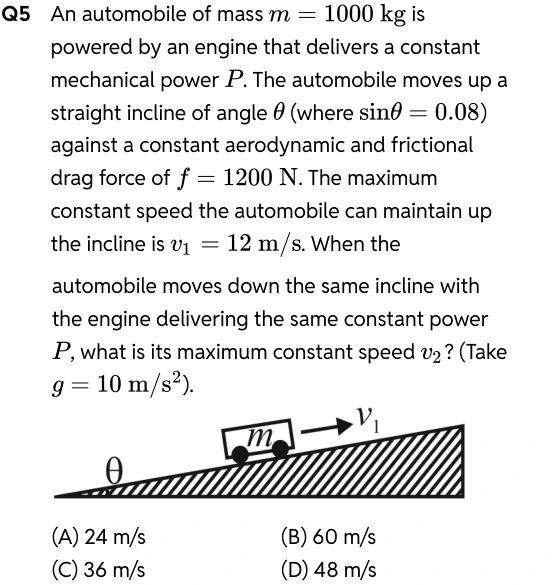 Q5 An automobile of mass m = 1000 kg is
powered by an engine that delivers a constant
mechanical power P. The automobile moves up a
straight incline of angle θ (where sinθ = 0.08)
against a constant aerodynamic and frictional
drag force of f = 1200 N. The maximum
constant speed the automobile can maintain up
the incline is v₁ = 12 m/s. When the
automobile moves down the same incline with
the engine delivering the same constant power
P, what is its maximum constant speed v₂? (Take
g = 10 m/s²).
m
V₁
θ
(A) 24 m/s (B) 60 m/s
(C) 36 m/s (D) 48 m/s